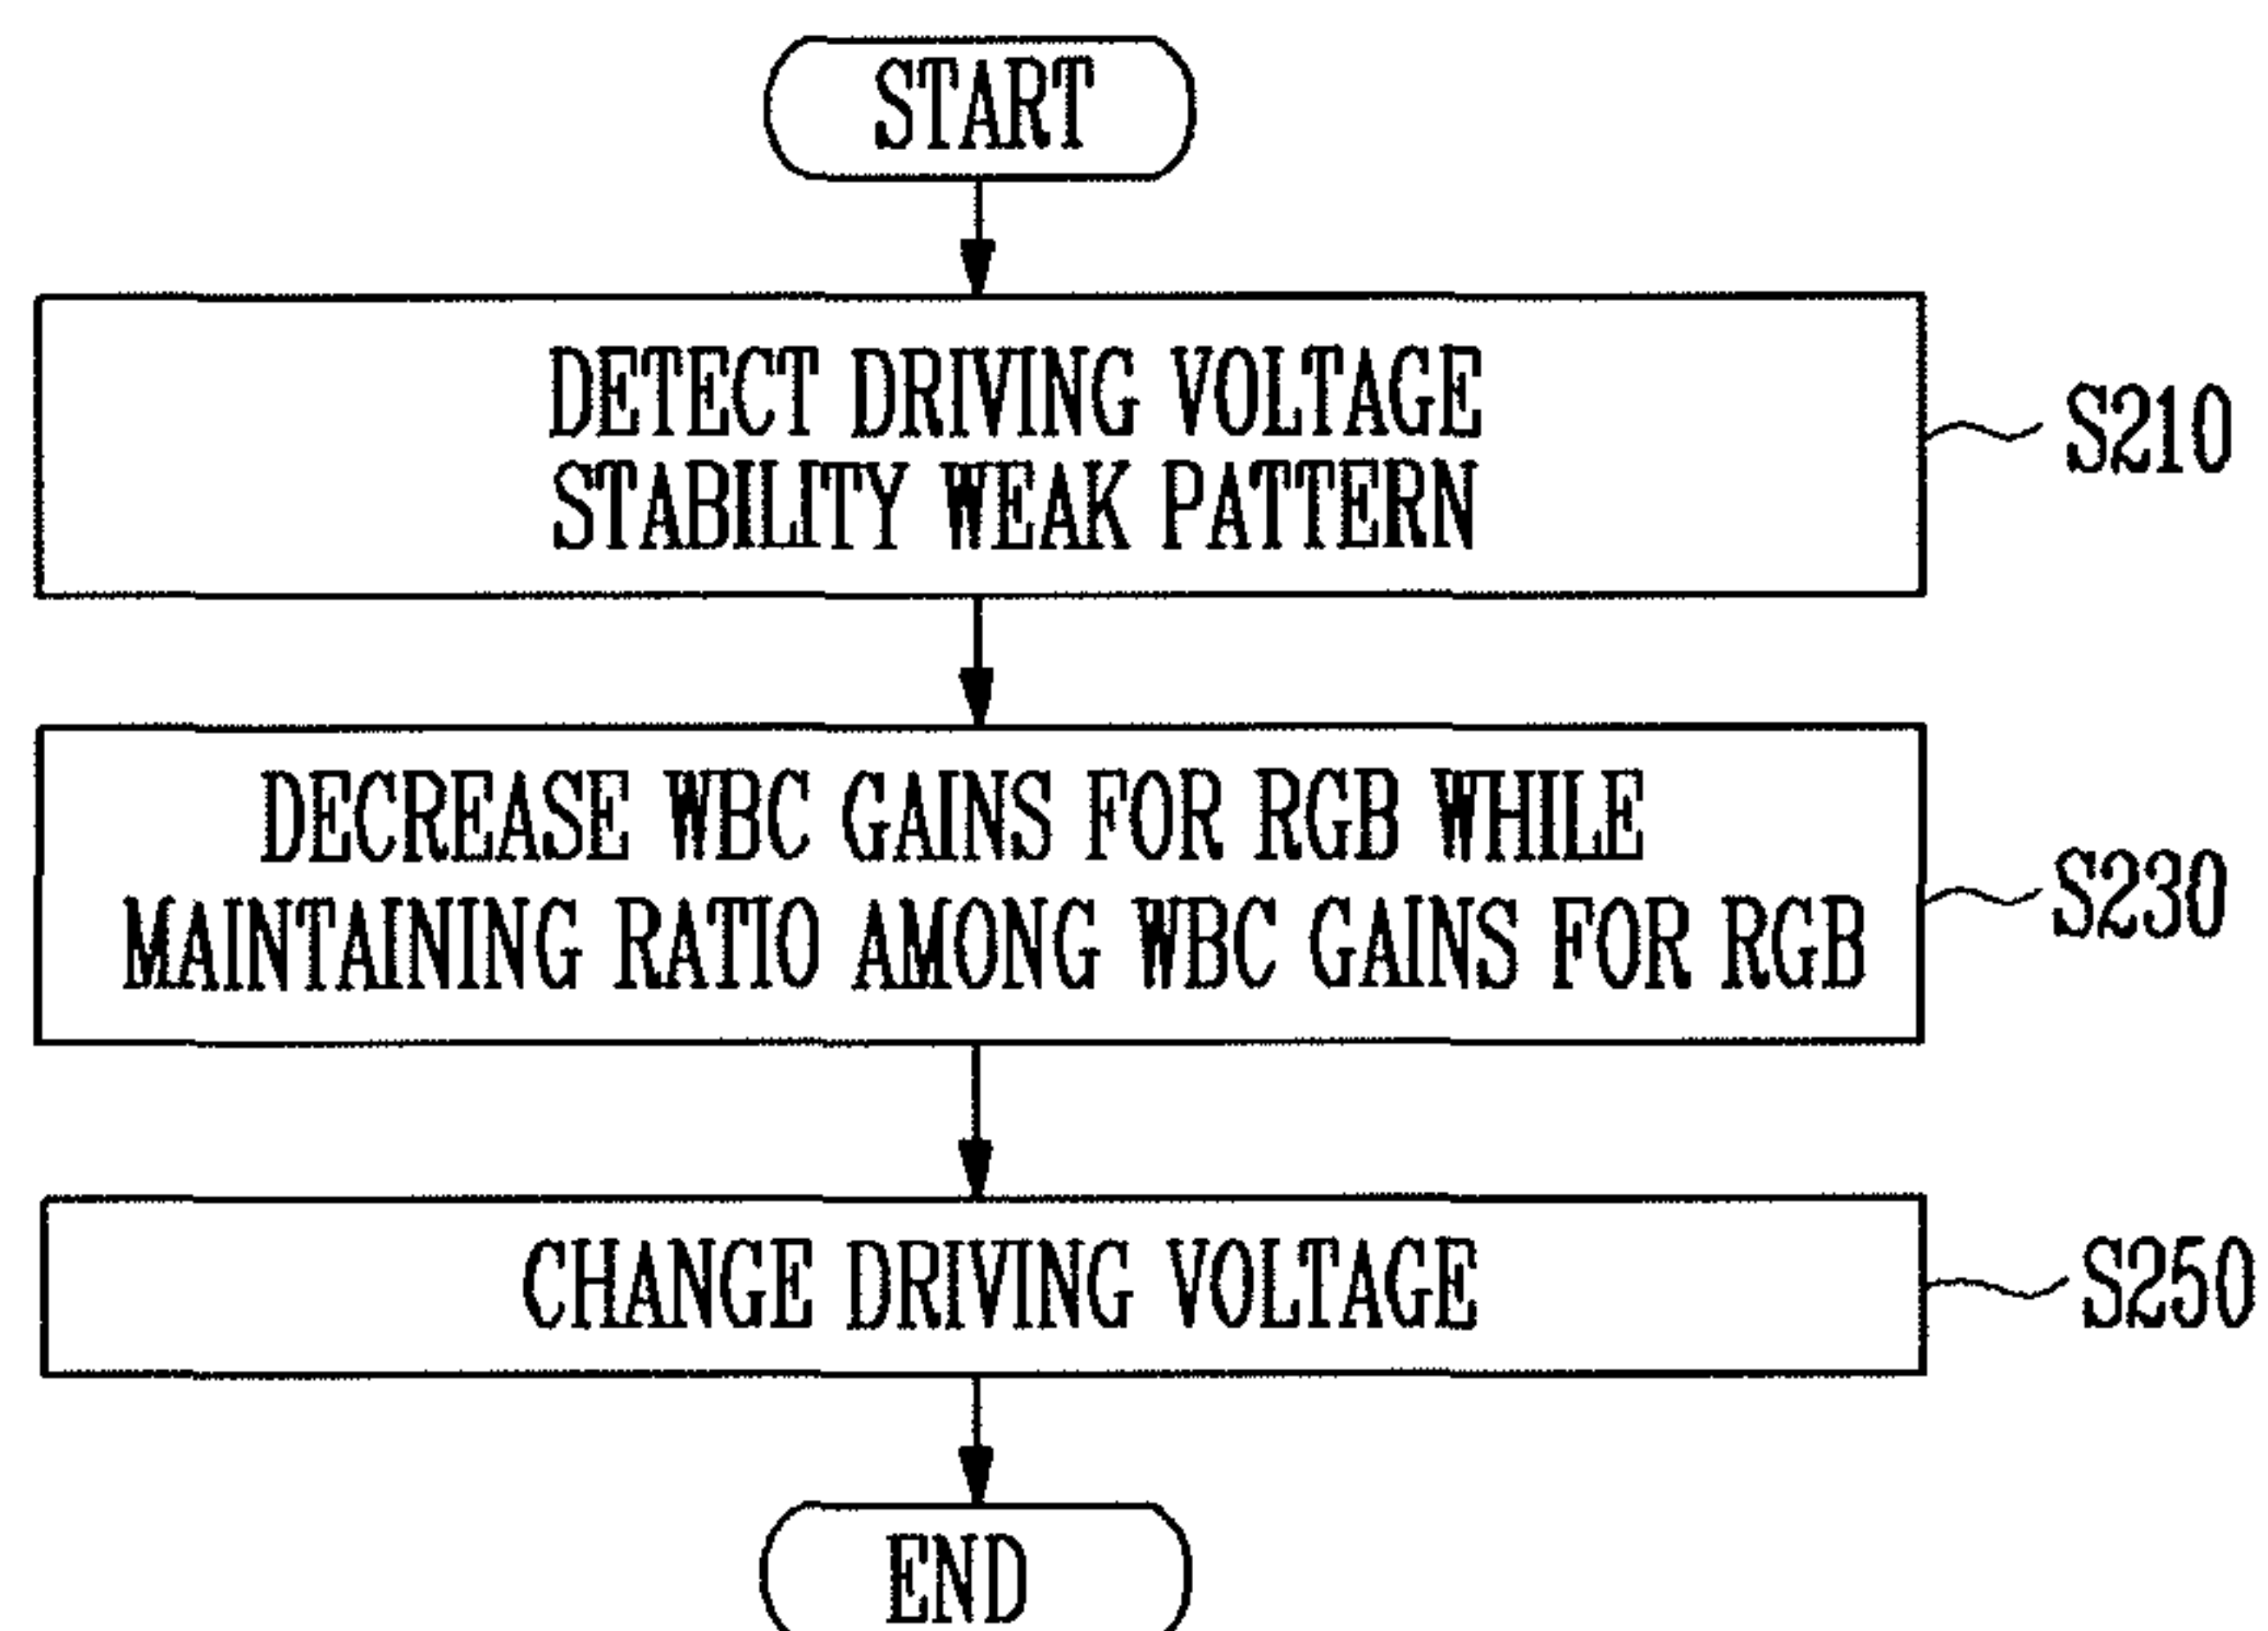 START
DETECT DRIVING VOLTAGE
STABILITY WEAK PATTERN
S210
DECREASE WBC GAINS FOR RGB WHILE
MAINTAINING RATIO AMONG WBC GAINS FOR RGB
S230
CHANGE DRIVING VOLTAGE
S250
END